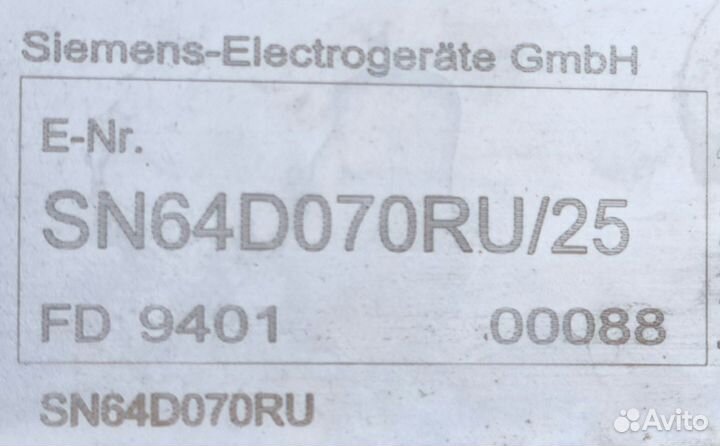 Siemens-Electrogeräte GmbH
E-Nr.
SN64D070RU/25
FD 9401 00088
SN64D070RU
Avito